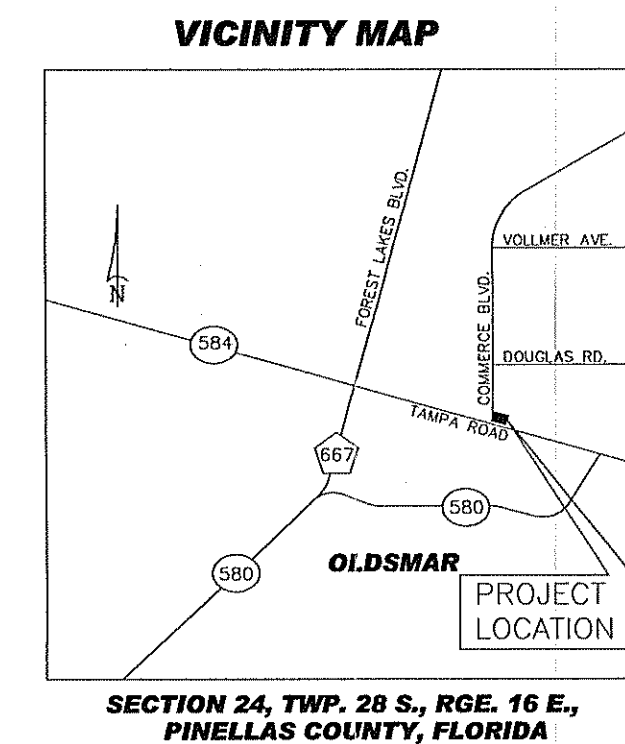 VICINITY MAP
FOREST LAKES BLVD.
VOLLMER AVE.
N
COMMERCE BLVD.
584
DOUGLAS RD.
TAMPA ROAD
667
580
580
OLDSMAR
PROJECT
LOCATION
SECTION 24, TWP. 28 S., RGE. 16 E.,
PINELLAS COUNTY, FLORIDA